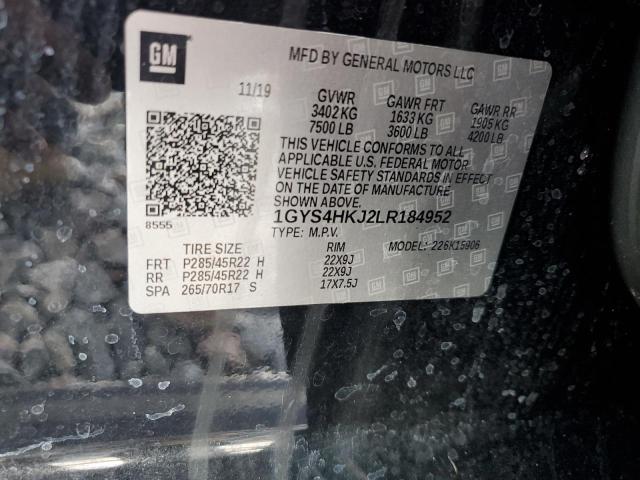 GM
MFD BY GENERAL MOTORS LLC
11/19
GVWR GAWR FRT GAWR RR
3402 KG 1633 KG 1905 KG
7500 LB 3600 LB 4200 LB
THIS VEHICLE CONFORMS TO ALL
APPLICABLE U.S. FEDERAL MOTOR
VEHICLE SAFETY STANDARDS IN EFFECT
ON THE DATE OF MANUFACTURE
SHOWN ABOVE.
1GYS4HKJ2LR184952
8555
TYPE: M.P.V. MODEL: 226K15906
TIRE SIZE RIM
FRT P285/45R22 H 22X9J
RR P285/45R22 H 22X9J
SPA 265/70R17 S 17X7.5J